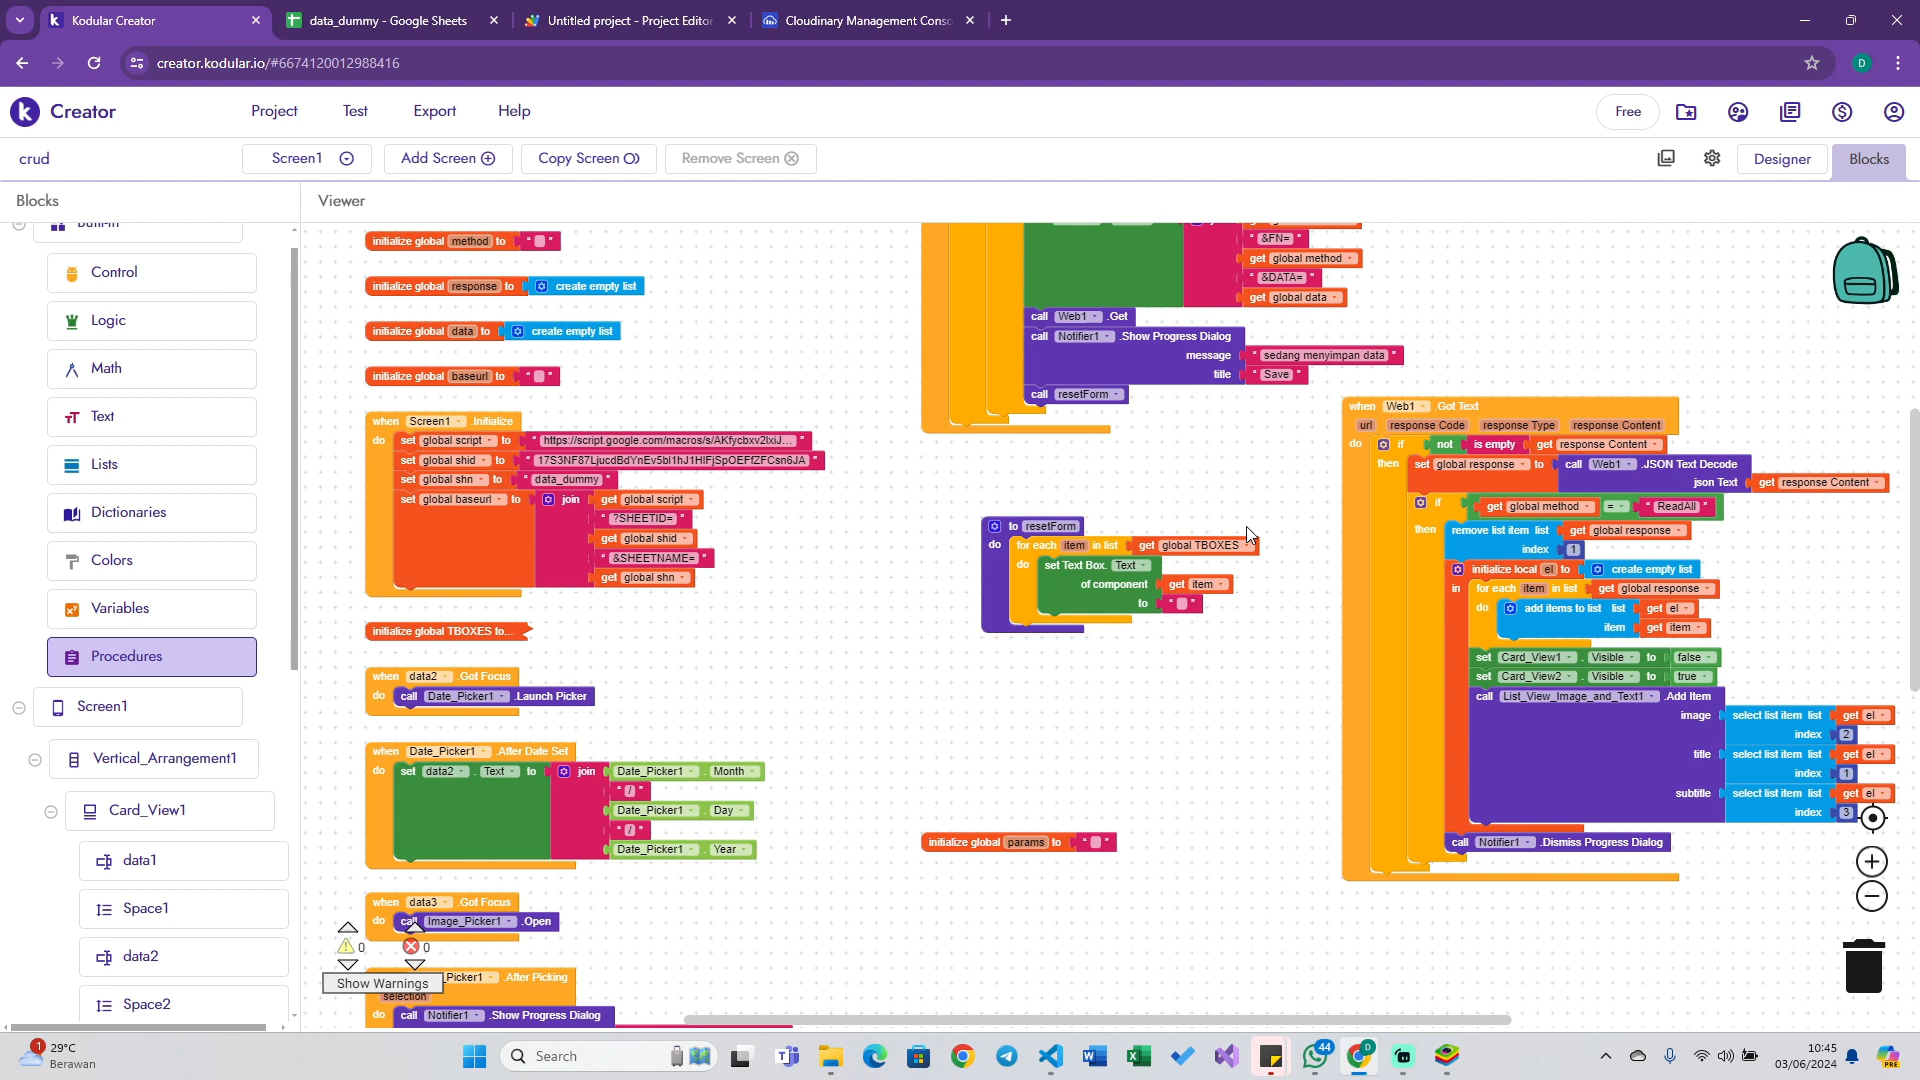 Kodular Creator
data_dummy - Google Sheets
Untitled project - Project Editor
Cloudinary Management Conso
creator.kodular.io/#6674120012988416
D
Creator
Project
Test
Export
Help
Free
crud
Screen1
Add Screen
Copy Screen
Remove Screen
Designer
Blocks
Blocks
Viewer
Built-in
Control
Logic
Math
Text
Lists
Dictionaries
Colors
Variables
Procedures
Screen1
Vertical_Arrangement1
Card_View1
data1
Space1
data2
Space2
initialize global method to " "
initialize global response to create empty list
initialize global data to create empty list
initialize global baseurl to " "
when Screen1 .Initialize
do set global script to " https://script.google.com/macros/s/AKfycbxv2lxiJ... "
set global shid to " 17S3NF87LjucdBdYnEv5bl1hJ1HlFjSpOEFfZFCsn6JA "
set global shn to " data_dummy "
set global baseurl to join get global script
" ?SHEETID= "
get global shid
" &SHEETNAME= "
get global shn
initialize global TBOXES to...
when data2 .Got Focus
do call Date_Picker1 .Launch Picker
when Date_Picker1 .After Date Set
do set data2 . Text to join Date_Picker1 . Month
" / "
Date_Picker1 . Day
" / "
Date_Picker1 . Year
when data3 .Got Focus
do call Image_Picker1 .Open
0 0
Show Warnings
Picker1 .After Picking
selection
do call Notifier1 .Show Progress Dialog
" &FN= "
get global method
" &DATA= "
get global data
call Web1 .Get
call Notifier1 .Show Progress Dialog
message " sedang menyimpan data "
title " Save "
call resetForm
to resetForm
do for each item in list get global TBOXES
do set Text Box. Text
of component get item
to " "
initialize global params to " "
when Web1 .Got Text
url response Code response Type response Content
do if not is empty get response Content
then set global response to call Web1 .JSON Text Decode
json Text get response Content
if get global method = " ReadAll "
then remove list item list get global response
index 1
initialize local el to create empty list
in for each item in list get global response
do add items to list list get el
item get item
set Card_View1 . Visible to false
set Card_View2 . Visible to true
call List_View_Image_and_Text1 .Add Item
image select list item list get el
index 2
title select list item list get el
index 1
subtitle select list item list get el
index 3
call Notifier1 .Dismiss Progress Dialog
1
29°C
Berawan
Search
44
D
PRE
10:45
03/06/2024